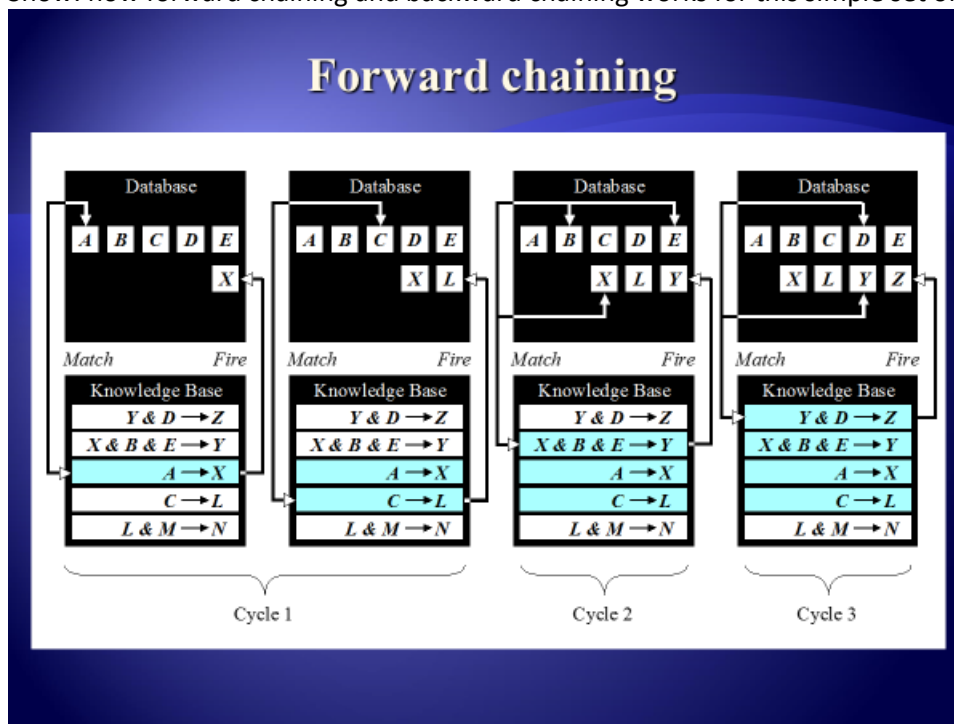 Forward chaining
Database
A B C D E
X
Match Fire
Knowledge Base
Y & D → Z
X & B & E → Y
A → X
C → L
L & M → N
Database
A B C D E
X L
Match Fire
Knowledge Base
Y & D → Z
X & B & E → Y
A → X
C → L
L & M → N
Cycle 1
Database
A B C D E
X L Y
Match Fire
Knowledge Base
Y & D → Z
X & B & E → Y
A → X
C → L
L & M → N
Cycle 2
Database
A B C D E
X L Y Z
Match Fire
Knowledge Base
Y & D → Z
X & B & E → Y
A → X
C → L
L & M → N
Cycle 3